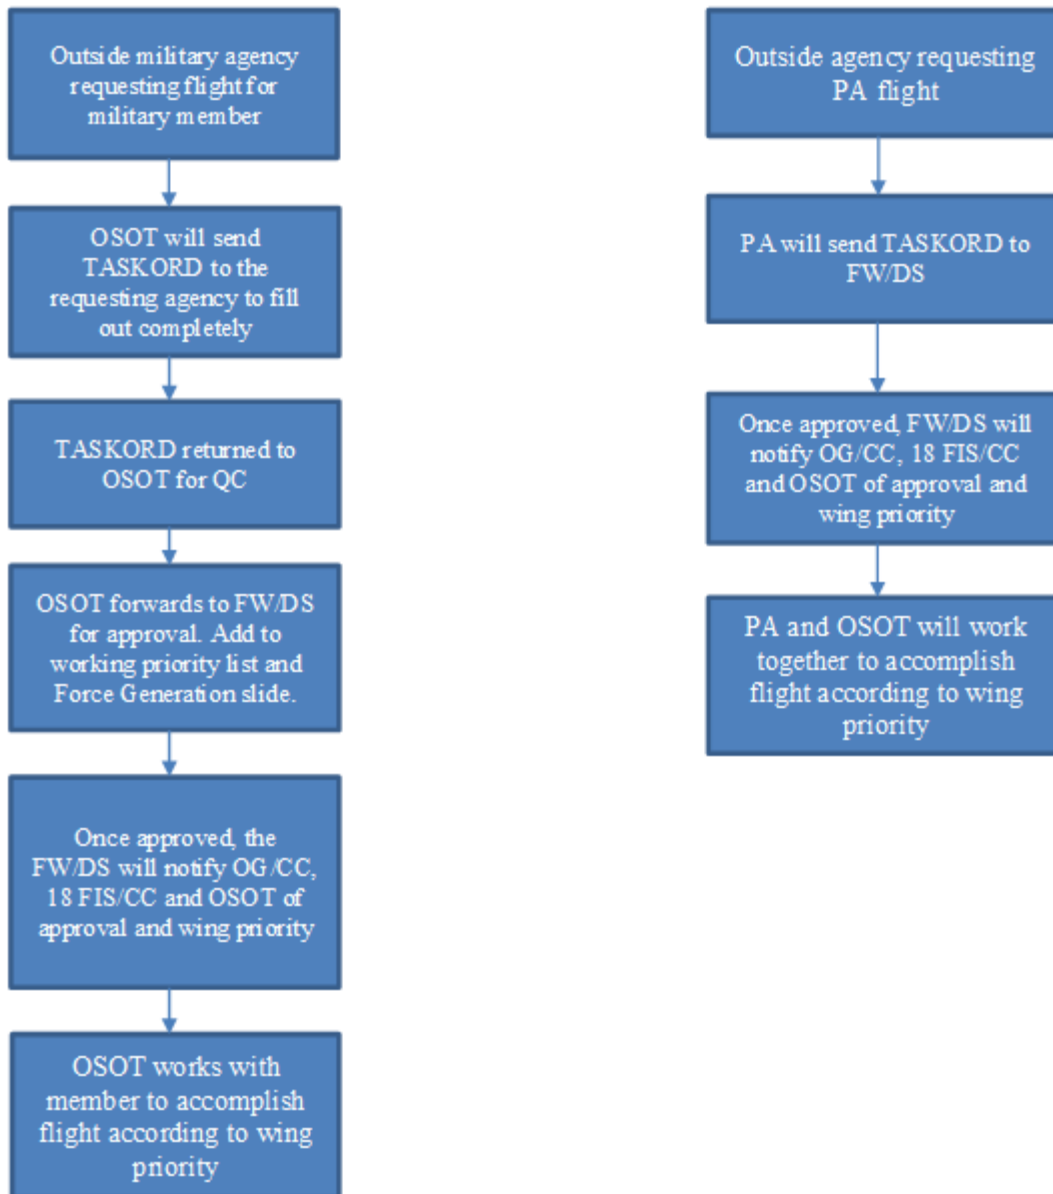 Outside military agency
requesting flight for
military member
OSOT will send
TASKORD to the
requesting agency to fill
out completely
TASKORD returned to
OSOT for QC
OSOT forwards to FW/DS
for approval. Add to
working priority list and
Force Generation slide.
Once approved, the
FW/DS will notify OG/CC,
18 FIS/CC and OSOT of
approval and wing priority
OSOT works with
member to accomplish
flight according to wing
priority
Outside agency requesting
PA flight
PA will send TASKORD to
FW/DS
Once approved, FW/DS will
notify OG/CC, 18 FIS/CC
and OSOT of approval and
wing priority
PA and OSOT will work
together to accomplish
flight according to wing
priority